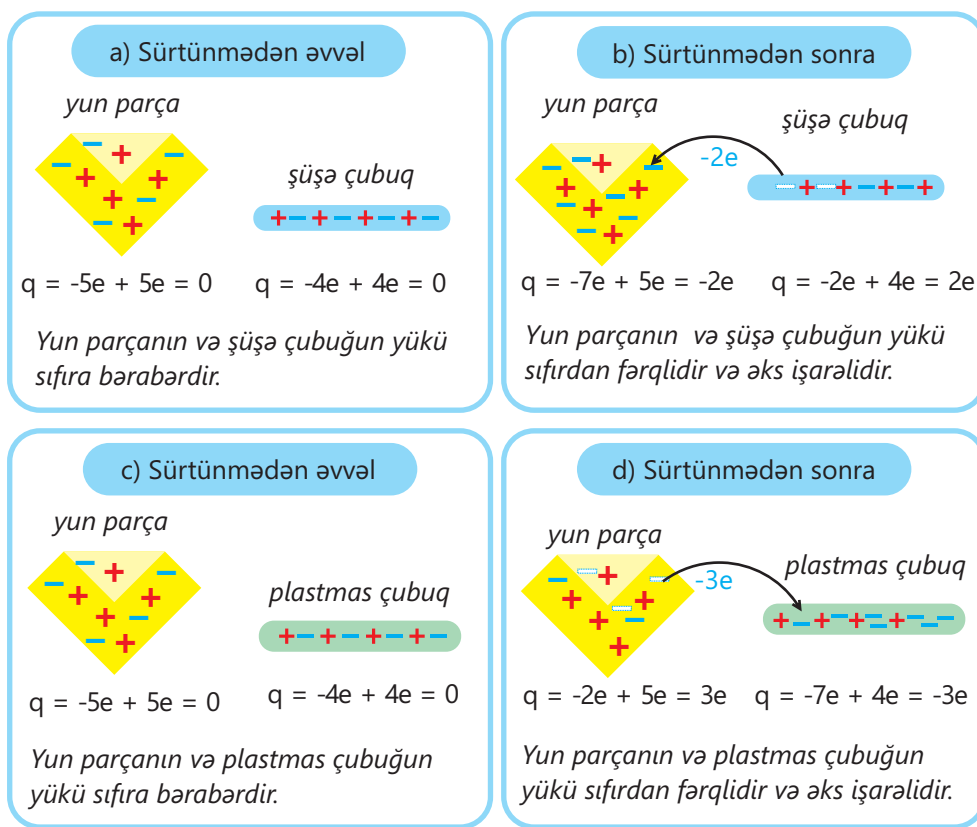 a) Sürtünmədən əvvəl
yun parça
şüşə çubuq
q = -5e + 5e = 0
q = -4e + 4e = 0
Yun parçanın və şüşə çubuğun yükü
sıfıra bərabərdir.
b) Sürtünmədən sonra
yun parça
şüşə çubuq
-2e
q = -7e + 5e = -2e
q = -2e + 4e = 2e
Yun parçanın və şüşə çubuğun yükü
sıfırdan fərqlidir və əks işarəlidir.
c) Sürtünmədən əvvəl
yun parça
plastmas çubuq
q = -5e + 5e = 0
q = -4e + 4e = 0
Yun parçanın və plastmas çubuğun
yükü sıfıra bərabərdir.
d) Sürtünmədən sonra
yun parça
plastmas çubuq
-3e
q = -2e + 5e = 3e
q = -7e + 4e = -3e
Yun parçanın və plastmas çubuğun
yükü sıfırdan fərqlidir və əks işarəlidir.